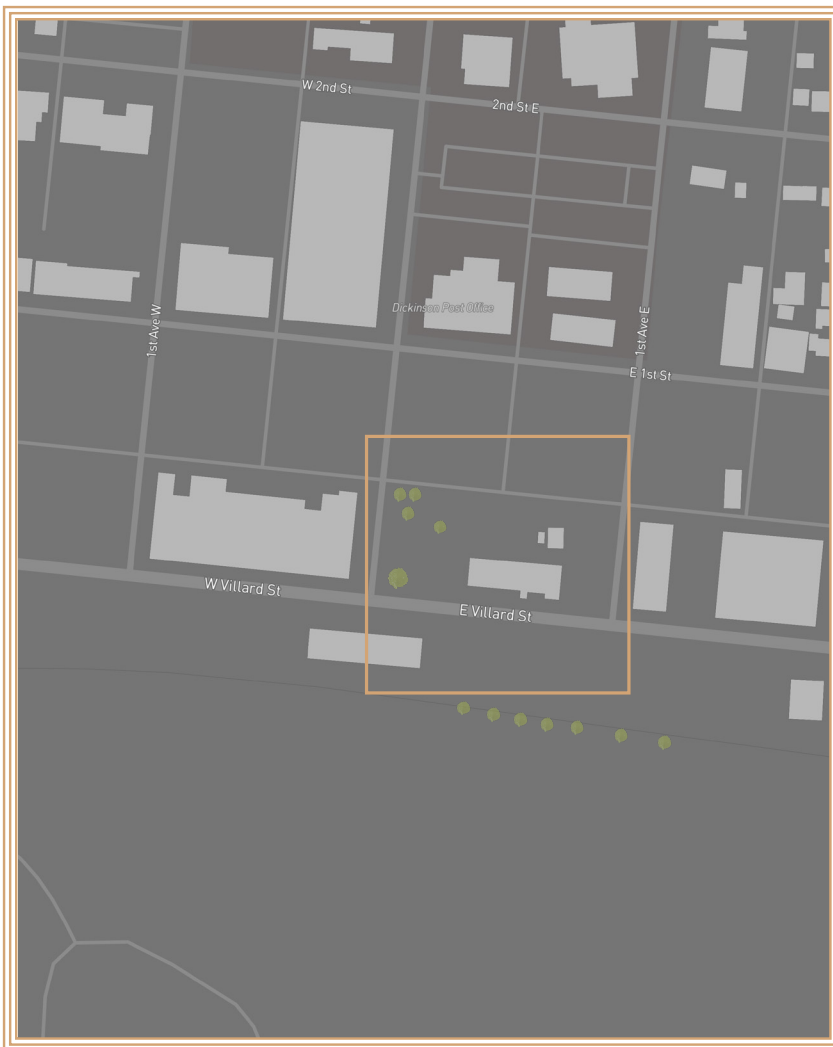 W 2nd St
2nd St E
Dickinson Post Office
1st Ave W
1st Ave E
E 1st St
W Villard St
E Villard St